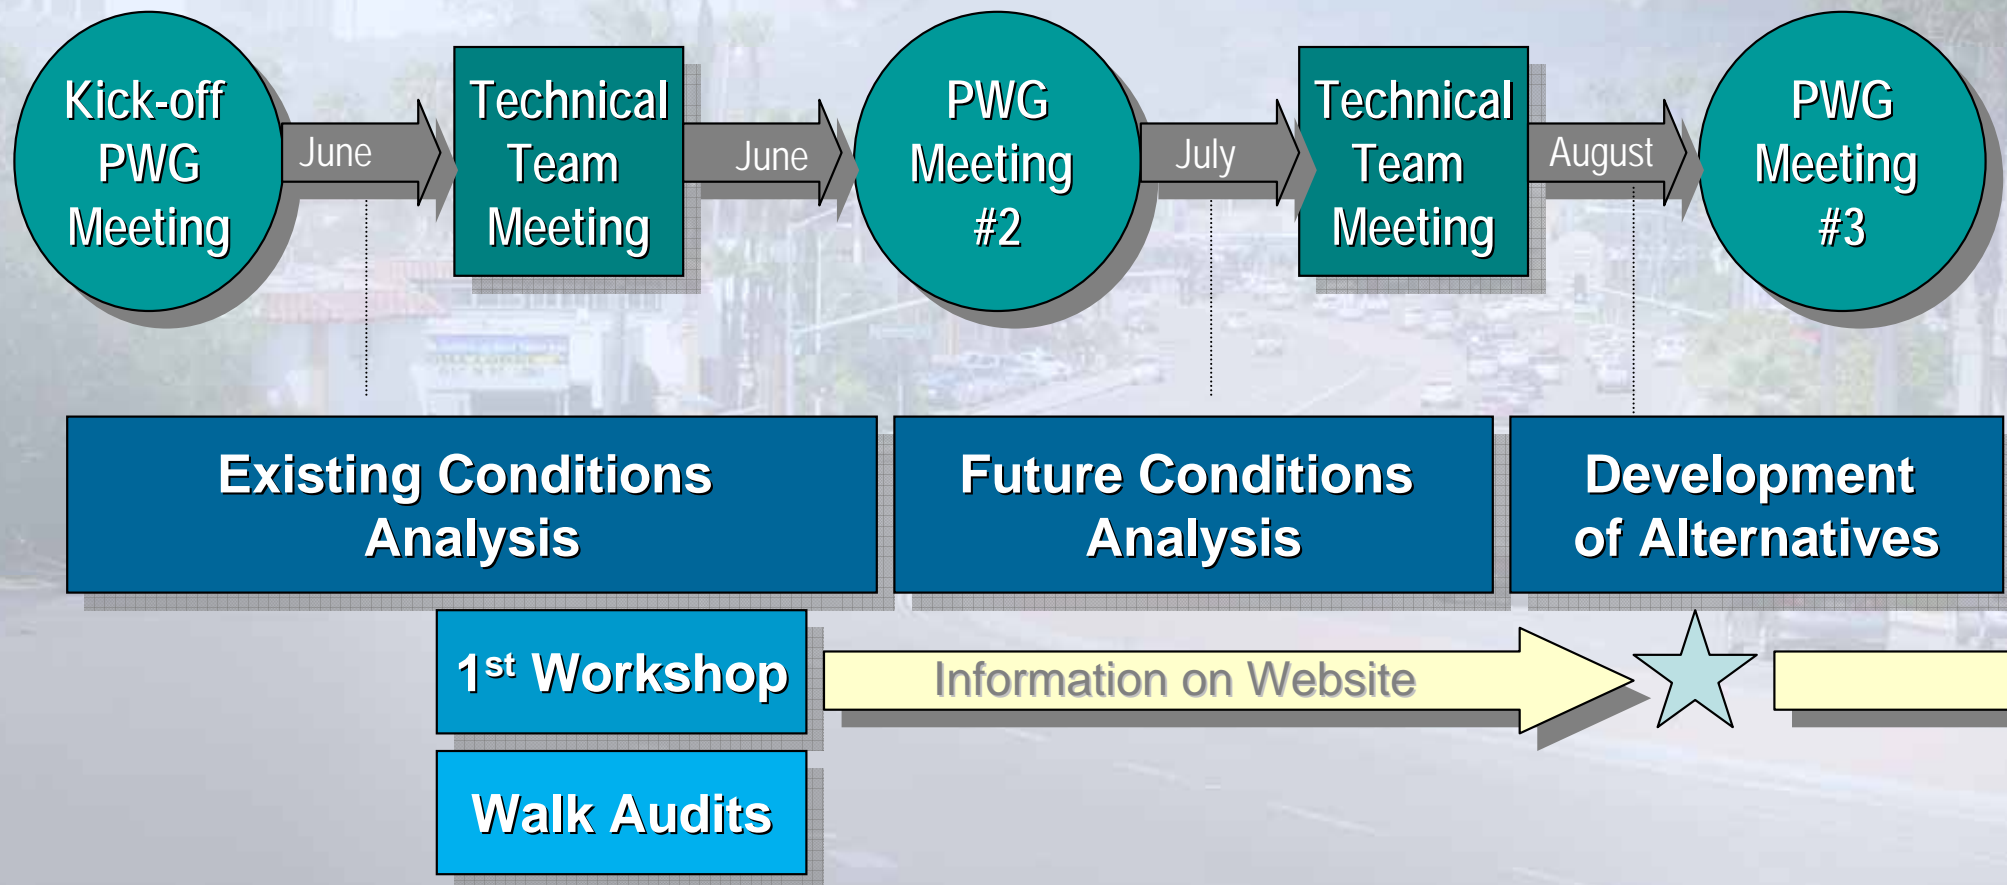 Kick-off
PWG
Meeting
June
Technical
Team
Meeting
June
PWG
Meeting
#2
July
Technical
Team
Meeting
August
PWG
Meeting
#3
Existing Conditions
Analysis
Future Conditions
Analysis
Development
of Alternatives
1st Workshop
Information on Website
Walk Audits